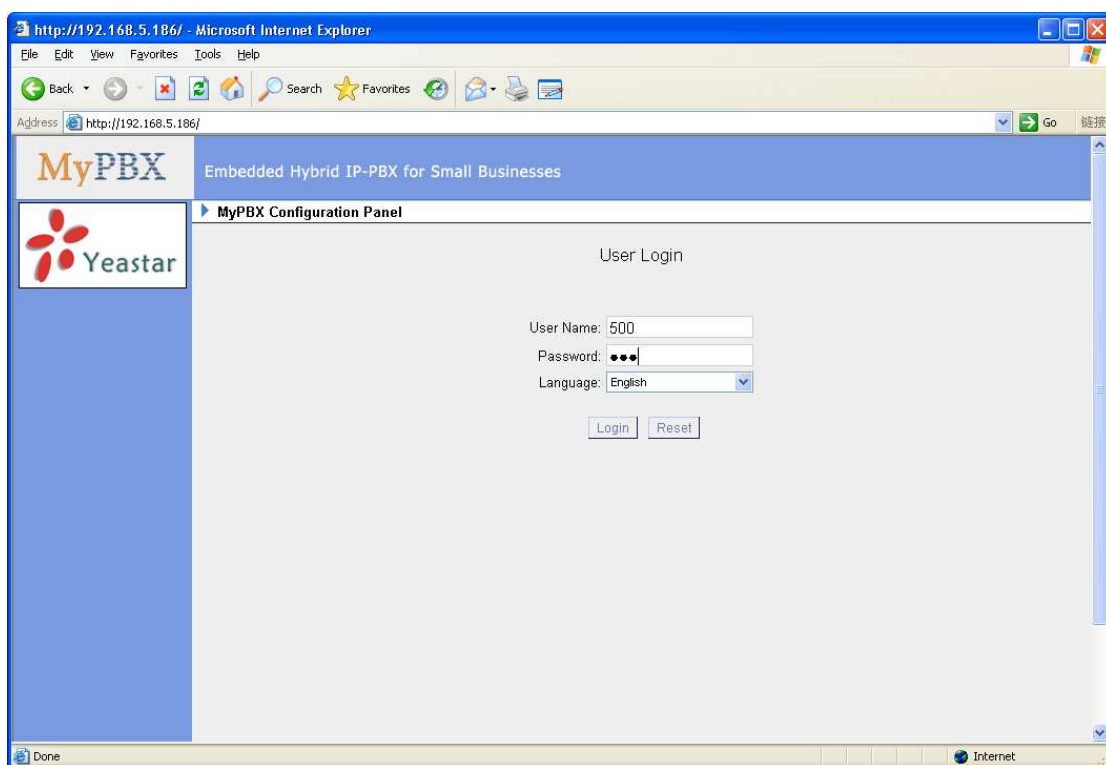 http://192.168.5.186/ - Microsoft Internet Explorer
File Edit View Favorites Tools Help
Back Search Favorites
Address http://192.168.5.186/ Go 链接
MyPBX Embedded Hybrid IP-PBX for Small Businesses
Yeastar
MyPBX Configuration Panel
User Login
User Name: 500
Password: •••
Language: English
Login Reset
Done Internet